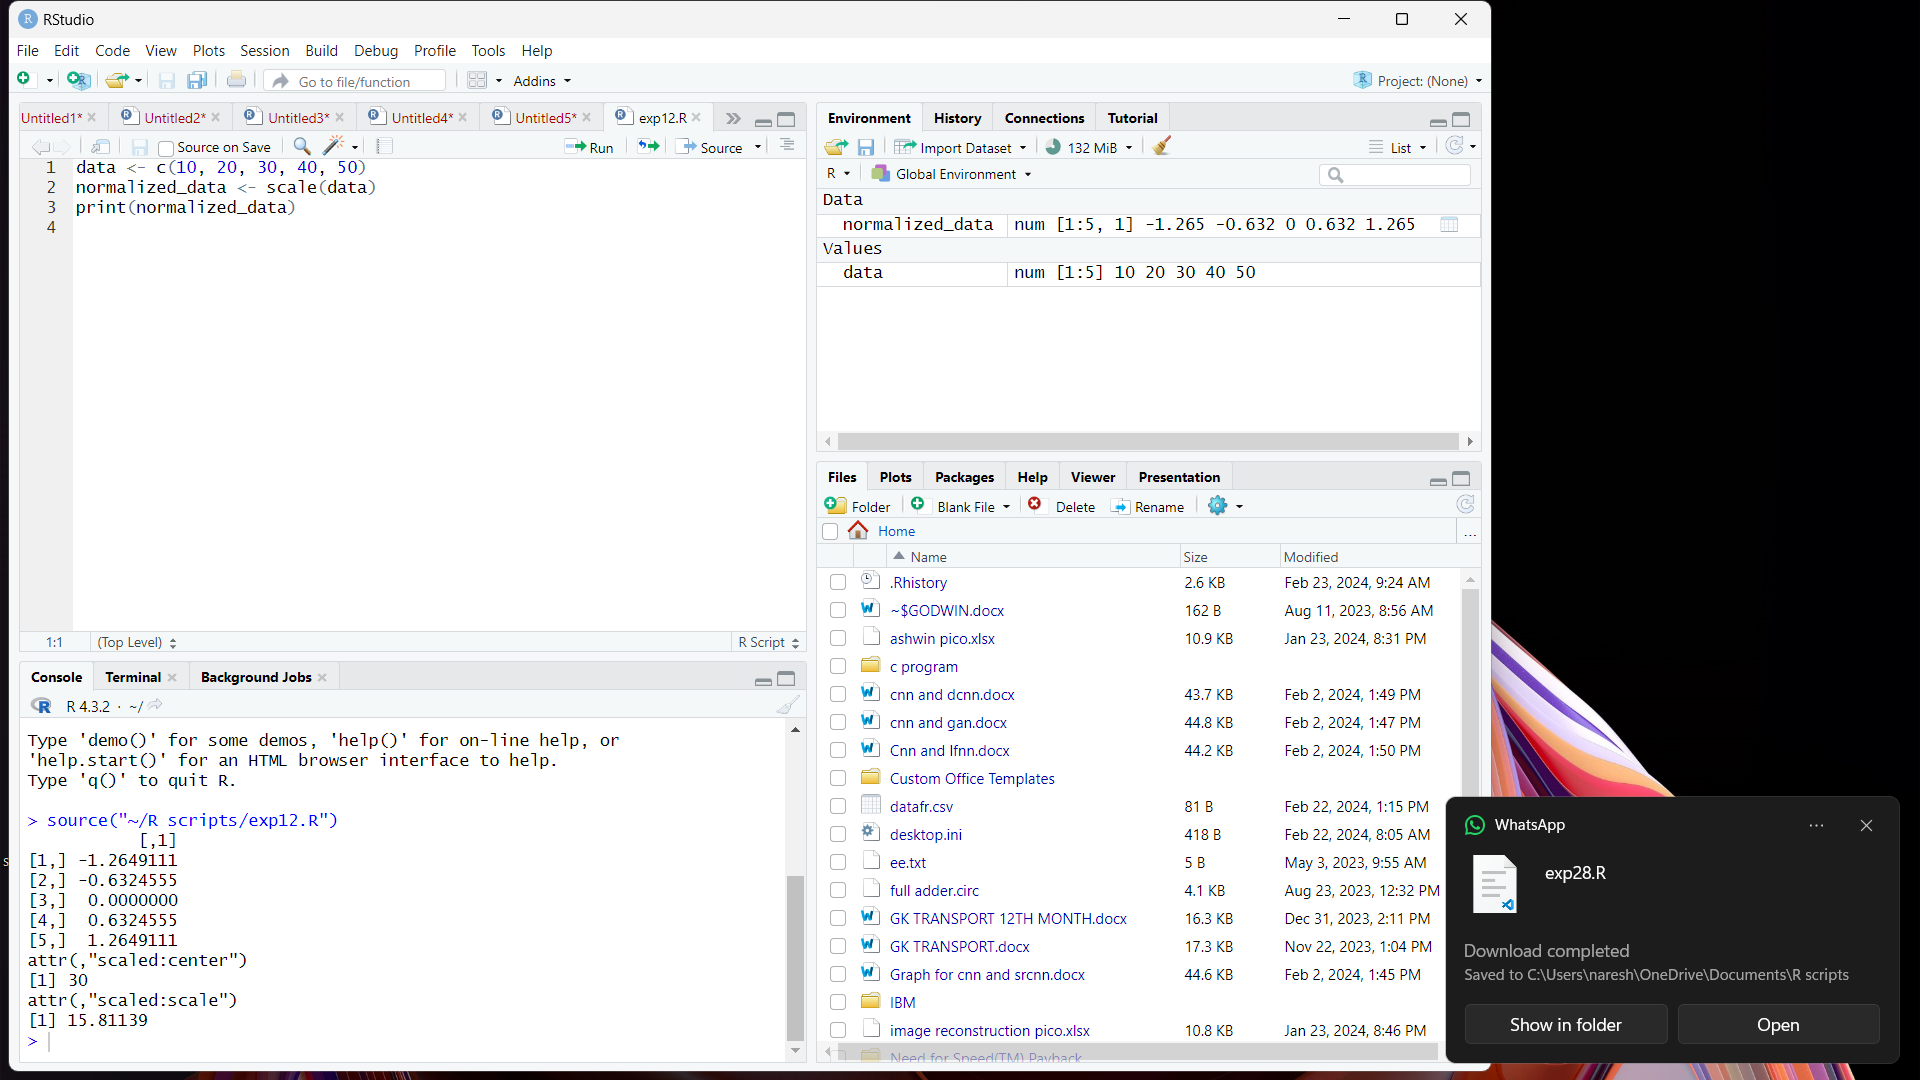 RStudio
File Edit Code View Plots Session Build Debug Profile Tools Help
Go to file/function Addins Project: (None)
Untitled1* Untitled2* Untitled3* Untitled4* Untitled5* exp12.R
Source on Save Run Source
1 data <- c(10, 20, 30, 40, 50)
2 normalized_data <- scale(data)
3 print(normalized_data)
4
1:1 (Top Level) R Script
Console Terminal Background Jobs
R 4.3.2 · ~/
Type 'demo()' for some demos, 'help()' for on-line help, or
'help.start()' for an HTML browser interface to help.
Type 'q()' to quit R.
> source("~/R scripts/exp12.R")
[,1]
[1,] -1.2649111
[2,] -0.6324555
[3,] 0.0000000
[4,] 0.6324555
[5,] 1.2649111
attr(,"scaled:center")
[1] 30
attr(,"scaled:scale")
[1] 15.81139
>
Environment History Connections Tutorial
Import Dataset 132 MiB List
R Global Environment
Data
normalized_data num [1:5, 1] -1.265 -0.632 0 0.632 1.265
Values
data num [1:5] 10 20 30 40 50
Files Plots Packages Help Viewer Presentation
Folder Blank File Delete Rename
Home ...
Name Size Modified
.Rhistory 2.6 KB Feb 23, 2024, 9:24 AM
~$GODWIN.docx 162 B Aug 11, 2023, 8:56 AM
ashwin pico.xlsx 10.9 KB Jan 23, 2024, 8:31 PM
c program
cnn and dcnn.docx 43.7 KB Feb 2, 2024, 1:49 PM
cnn and gan.docx 44.8 KB Feb 2, 2024, 1:47 PM
Cnn and lfnn.docx 44.2 KB Feb 2, 2024, 1:50 PM
Custom Office Templates
datafr.csv 81 B Feb 22, 2024, 1:15 PM
desktop.ini 418 B Feb 22, 2024, 8:05 AM
ee.txt 5 B May 3, 2023, 9:55 AM
full adder.circ 4.1 KB Aug 23, 2023, 12:32 PM
GK TRANSPORT 12TH MONTH.docx 16.3 KB Dec 31, 2023, 2:11 PM
GK TRANSPORT.docx 17.3 KB Nov 22, 2023, 1:04 PM
Graph for cnn and srcnn.docx 44.6 KB Feb 2, 2024, 1:45 PM
IBM
image reconstruction pico.xlsx 10.8 KB Jan 23, 2024, 8:46 PM
Need for Speed(TM) Payback
WhatsApp
exp28.R
Download completed
Saved to C:\Users\naresh\OneDrive\Documents\R scripts
Show in folder Open